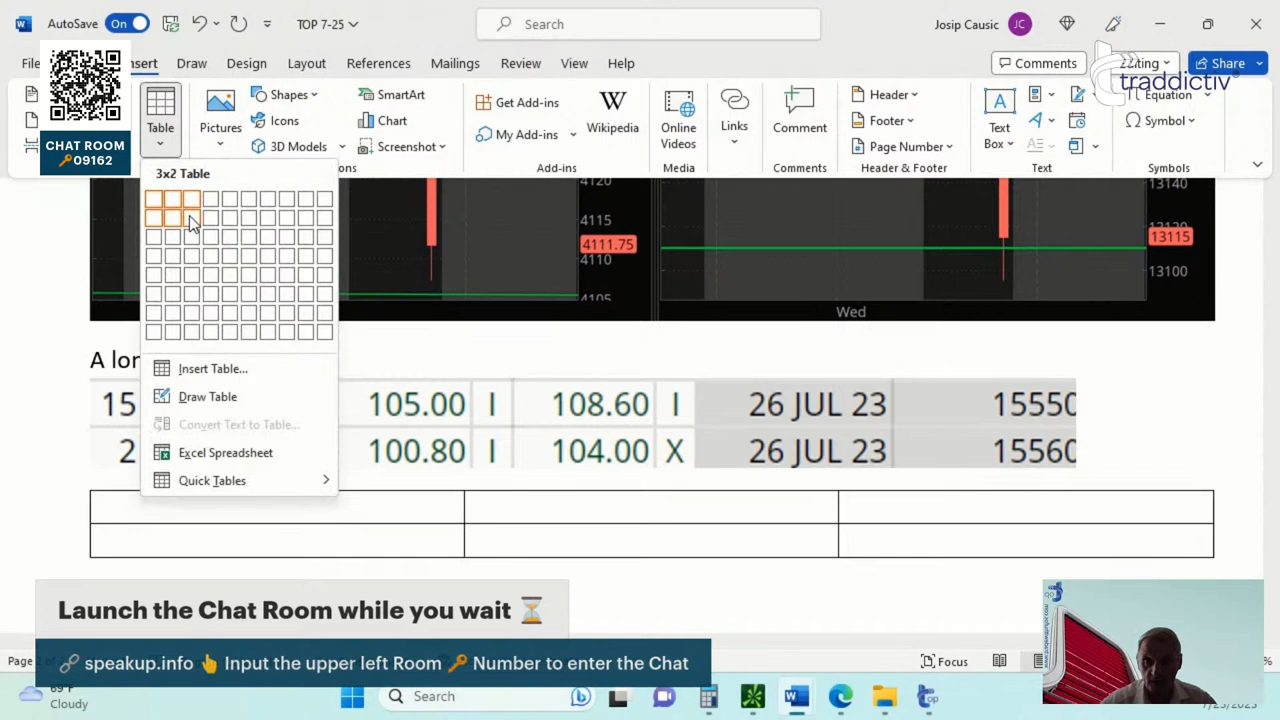 AutoSave On
TOP 7-25
Search
Josip Causic JC
Insert Draw Design Layout References Mailings Review View Help
Comments Editing Share
traddictiv®
CHAT ROOM
🔑09162
Table
Pictures
Shapes
Icons
3D Models
SmartArt
Chart
Screenshot
Get Add-ins
My Add-ins
W
Wikipedia
Online
Videos
Links
Comment
Header
Footer
Page Number
A
Text
Box
Equation
Symbol
Add-ins Media Comments Header & Footer Text Symbols
3x2 Table
Insert Table...
Draw Table
Convert Text to Table...
Excel Spreadsheet
Quick Tables
4120
4115
4111.75
4110
4105
13140
13115
13100
Wed
A lon
15 105.00 I 108.60 I 26 JUL 23 15550
2 100.80 I 104.00 X 26 JUL 23 15560
Launch the Chat Room while you wait ⏳
🔗 speakup.info 👆 Input the upper left Room 🔑 Number to enter the Chat
Page 2
Focus
69°F
Cloudy
Search